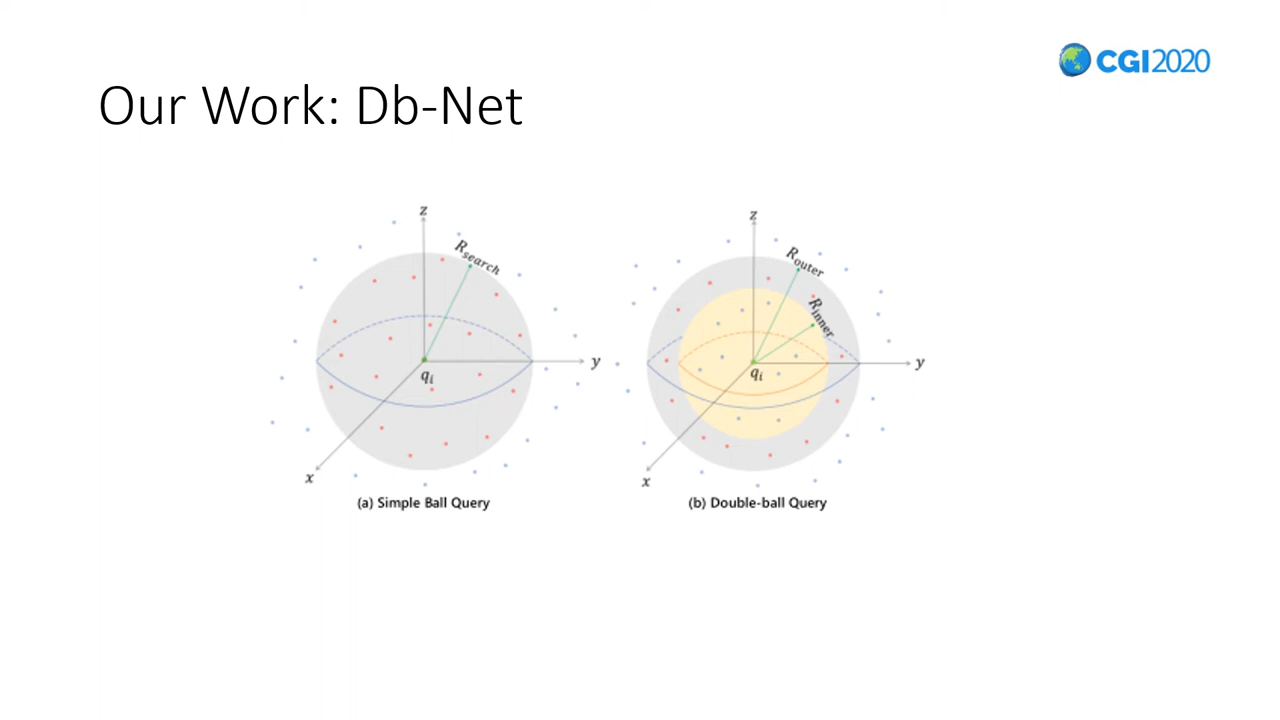 CGI2020
Our Work: Db-Net
z
R_search
y
q_i
x
(a) Simple Ball Query
z
R_outer
R_inner
y
q_i
x
(b) Double-ball Query